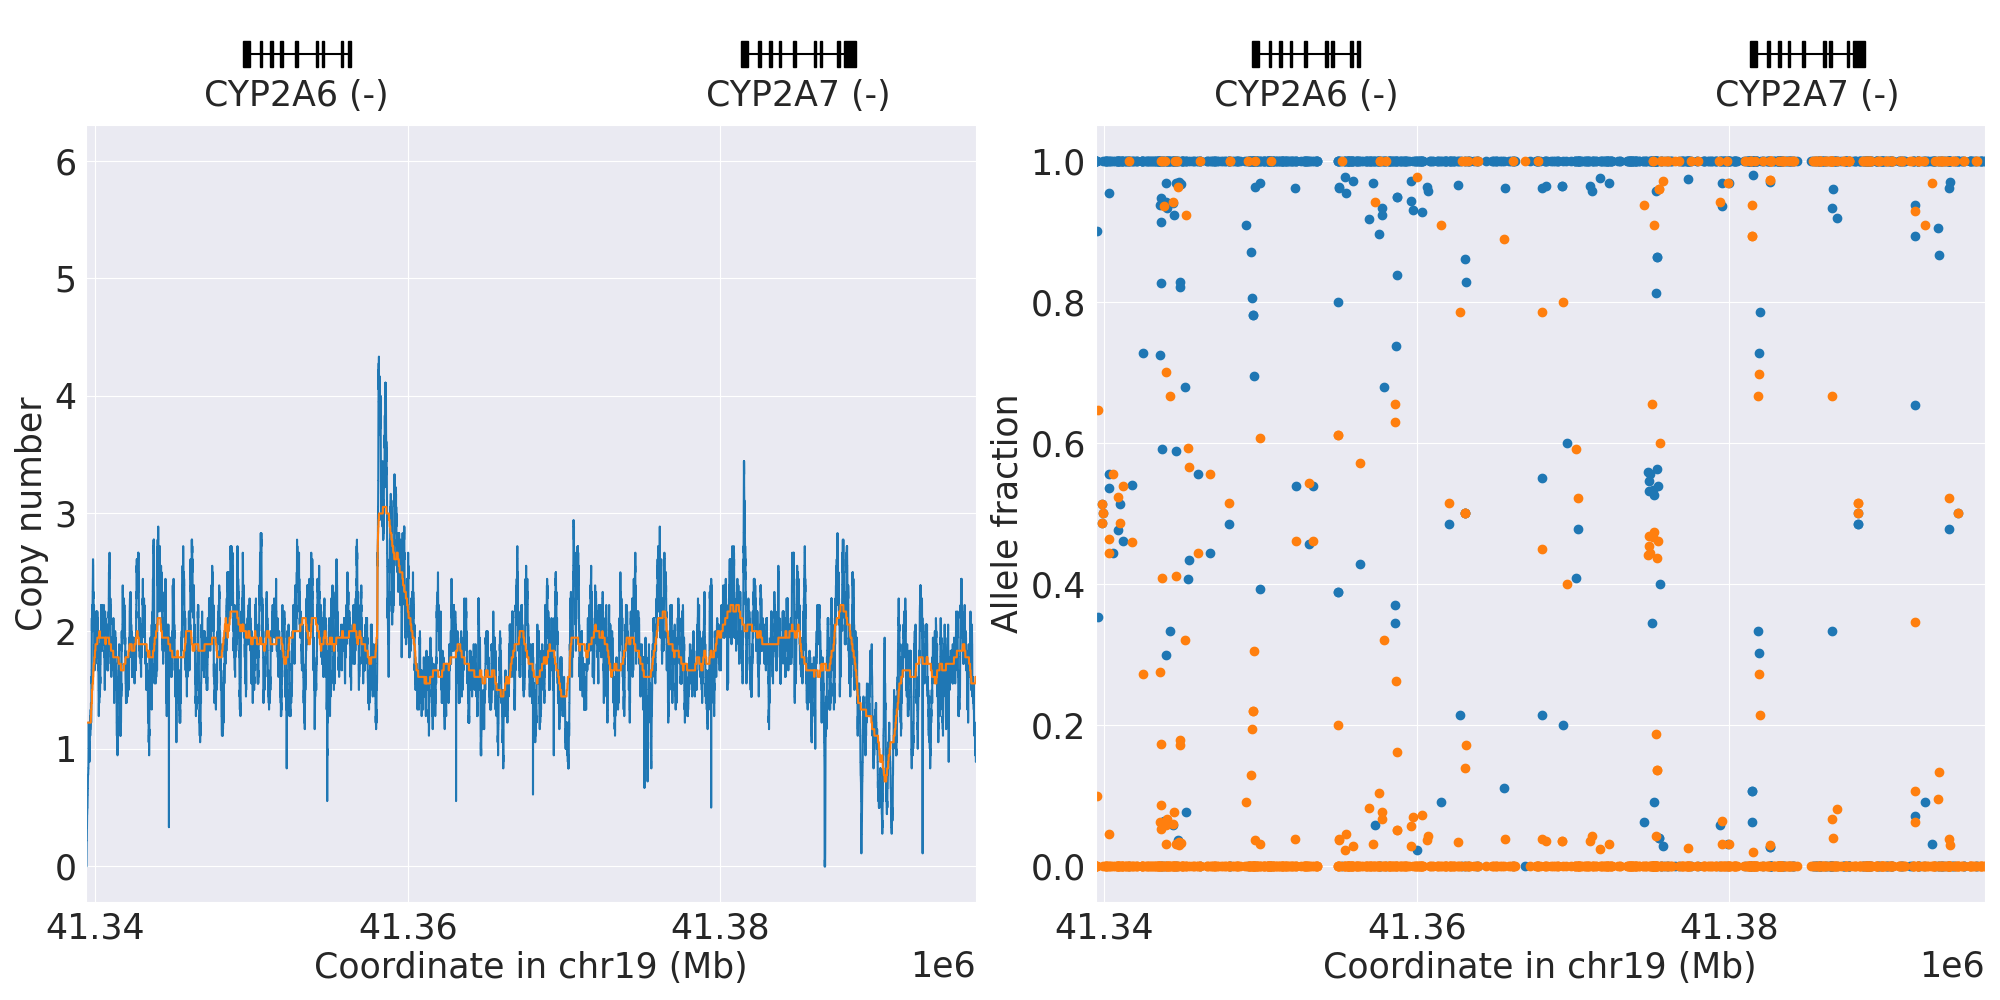 CYP2A6 (-)
CYP2A7 (-)
6
5
4
3
2
1
0
Copy number
41.34
41.36
41.38
Coordinate in chr19 (Mb)
1e6
CYP2A6 (-)
CYP2A7 (-)
1.0
0.8
0.6
0.4
0.2
0.0
Allele fraction
41.34
41.36
41.38
Coordinate in chr19 (Mb)
1e6